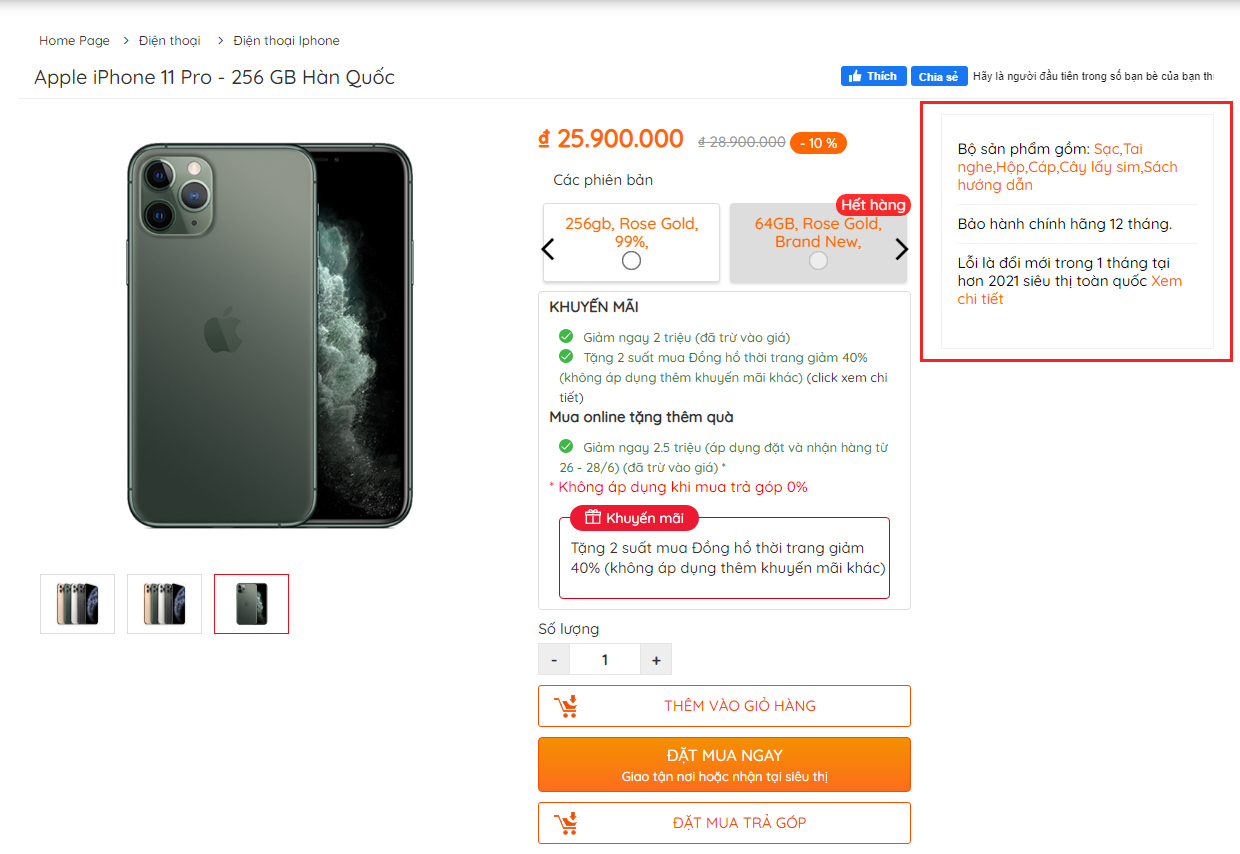 Home Page > Điện thoại > Điện thoại Iphone
Apple iPhone 11 Pro - 256 GB Hàn Quốc
Thích
Chia sẻ
Hãy là người đầu tiên trong số bạn bè của bạn th
₫ 25.900.000
₫ 28.900.000
- 10 %
Các phiên bản
256gb, Rose Gold,
99%,
Hết hàng
64GB, Rose Gold,
Brand New,
KHUYẾN MÃI
Giảm ngay 2 triệu (đã trừ vào giá)
Tặng 2 suất mua Đồng hồ thời trang giảm 40%
(không áp dụng thêm khuyến mãi khác) (click xem chi
tiết)
Mua online tặng thêm quà
Giảm ngay 2.5 triệu (áp dụng đặt và nhận hàng từ
26 - 28/6) (đã trừ vào giá) *
* Không áp dụng khi mua trả góp 0%
Khuyến mãi
Tặng 2 suất mua Đồng hồ thời trang giảm
40% (không áp dụng thêm khuyến mãi khác)
Số lượng
- 1 +
THÊM VÀO GIỎ HÀNG
ĐẶT MUA NGAY
Giao tận nơi hoặc nhận tại siêu thị
ĐẶT MUA TRẢ GÓP
Bộ sản phẩm gồm: Sạc,Tai
nghe,Hộp,Cáp,Cây lấy sim,Sách
hướng dẫn
Bảo hành chính hãng 12 tháng.
Lỗi là đổi mới trong 1 tháng tại
hơn 2021 siêu thị toàn quốc Xem
chi tiết